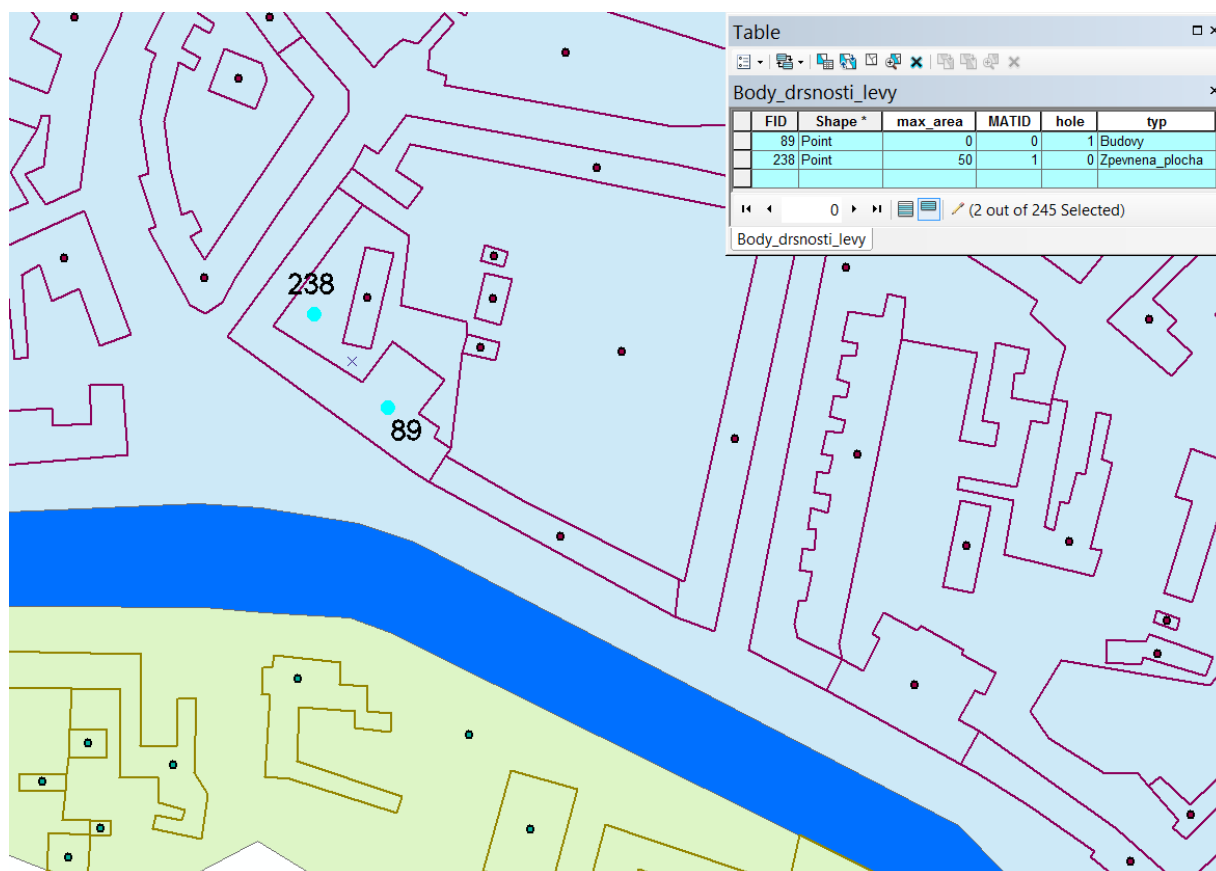 Table
Body_drsnosti_levy
FID Shape * max_area MATID hole typ
89 Point 0 0 1 Budovy
238 Point 50 1 0 Zpevnena_plocha
0 (2 out of 245 Selected)
Body_drsnosti_levy
238
89